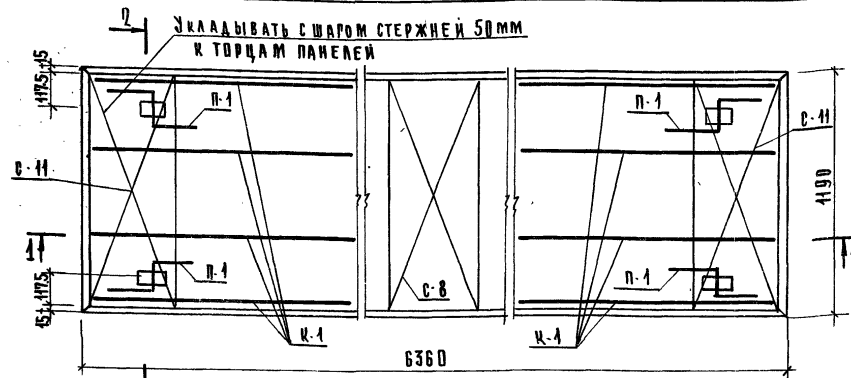 2
Укладывать с шагом стержней 50мм
к торцам панелей
15
117,5
П-1
П-1
С-11
С-11
1190
1
П-1
П-1
117,5
С-8
15
К-1
К-1
6360